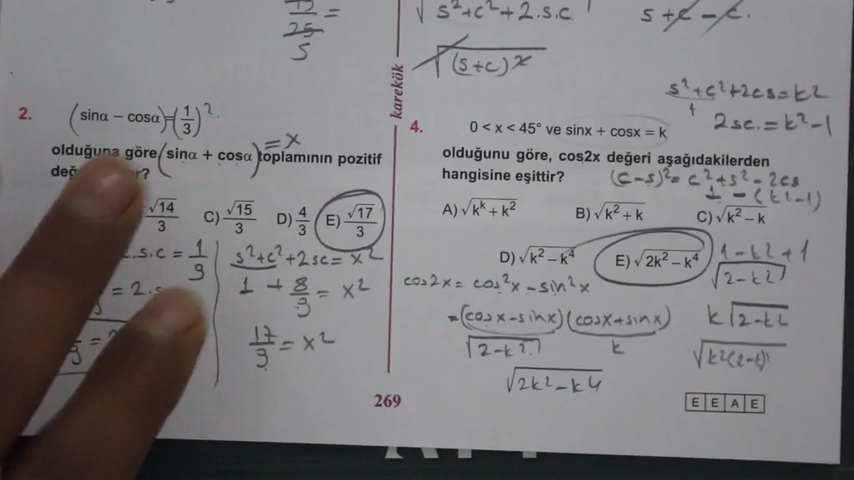 25
5
2.
(sinα − cosα)=(1/3)²
olduğuna göre (sinα + cosα) toplamının pozitif =x
√14/3 C) √15/3 D) 4/3 E) √17/3
.s.c = 1/9
= 2.s
s²+c²+2sc = x²
1 + 8/9 = x²
17/9 = x²
karekök
√s²+c²+2.s.c
√(s+c)²
s+c−c.
s²+c²+2cs=k²
1
2sc.=k²−1
4.
0 < x < 45° ve sinx + cosx = k
olduğunu göre, cos2x değeri aşağıdakilerden
hangisine eşittir?
(c−s)²= c²+s²−2cs
1 − (k²−1)
A) √k^k + k² B) √k² + k C) √k² − k
D) √k² − k⁴ E) √2k² − k⁴
1−k²+1
√2−k²
cos2x = cos²x − sin²x
=(cosx−sinx)(cosx+sinx)
√2−k² k
√2k²−k4
k√2−k²
√k²(2−k²)
269
E E A E